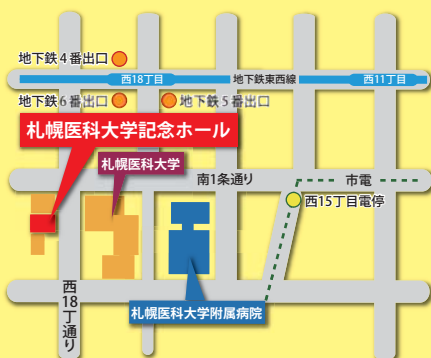 地下鉄4番出口
西18丁目
地下鉄東西線
西11丁目
地下鉄6番出口
地下鉄5番出口
札幌医科大学記念ホール
札幌医科大学
南1条通り
市電
西15丁目電停
西18丁通り
札幌医科大学附属病院